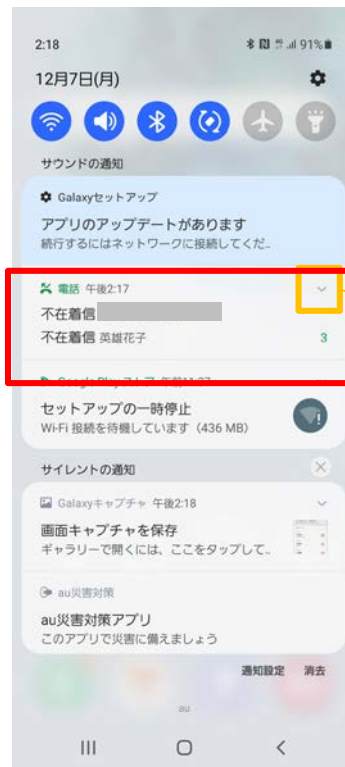 2:18 91%
12月7日(月)
サウンドの通知
Galaxyセットアップ
アプリのアップデートがあります
続行するにはネットワークに接続してくだ..
電話 午後2:17
不在着信
不在着信 英雄花子 3
Google Play ストア 午前11:27
セットアップの一時停止
Wi-Fi 接続を待機しています（436 MB）
サイレントの通知
Galaxyキャプチャ 午後2:18
画面キャプチャを保存
ギャラリーで開くには、ここをタップして..
au災害対策
au災害対策アプリ
このアプリで災害に備えましょう
通知設定 消去
au